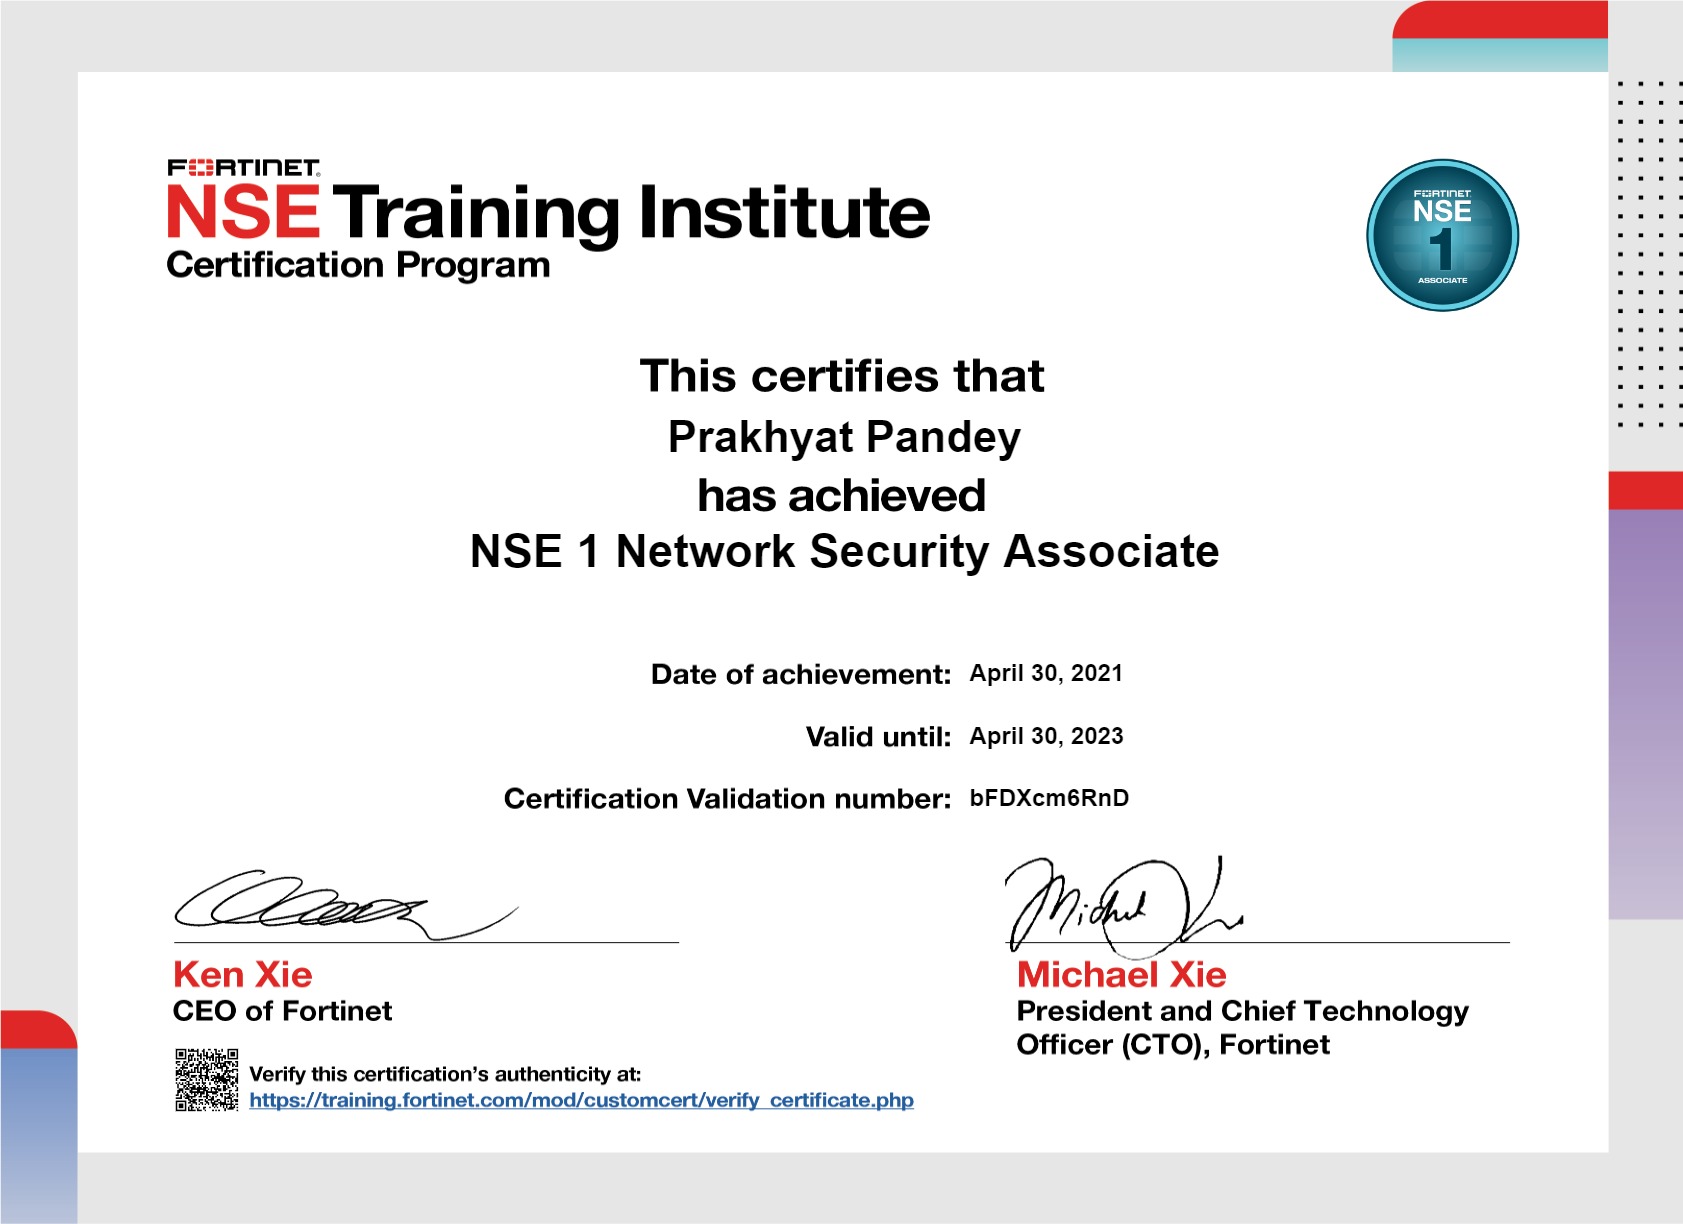 FORTINET
NSE Training Institute
Certification Program
FORTINET
NSE
1
ASSOCIATE
This certifies that
Prakhyat Pandey
has achieved
NSE 1 Network Security Associate
Date of achievement: April 30, 2021
Valid until: April 30, 2023
Certification Validation number: bFDXcm6RnD
Ken Xie
CEO of Fortinet
Michael Xie
President and Chief Technology
Officer (CTO), Fortinet
Verify this certification’s authenticity at:
https://training.fortinet.com/mod/customcert/verify_certificate.php